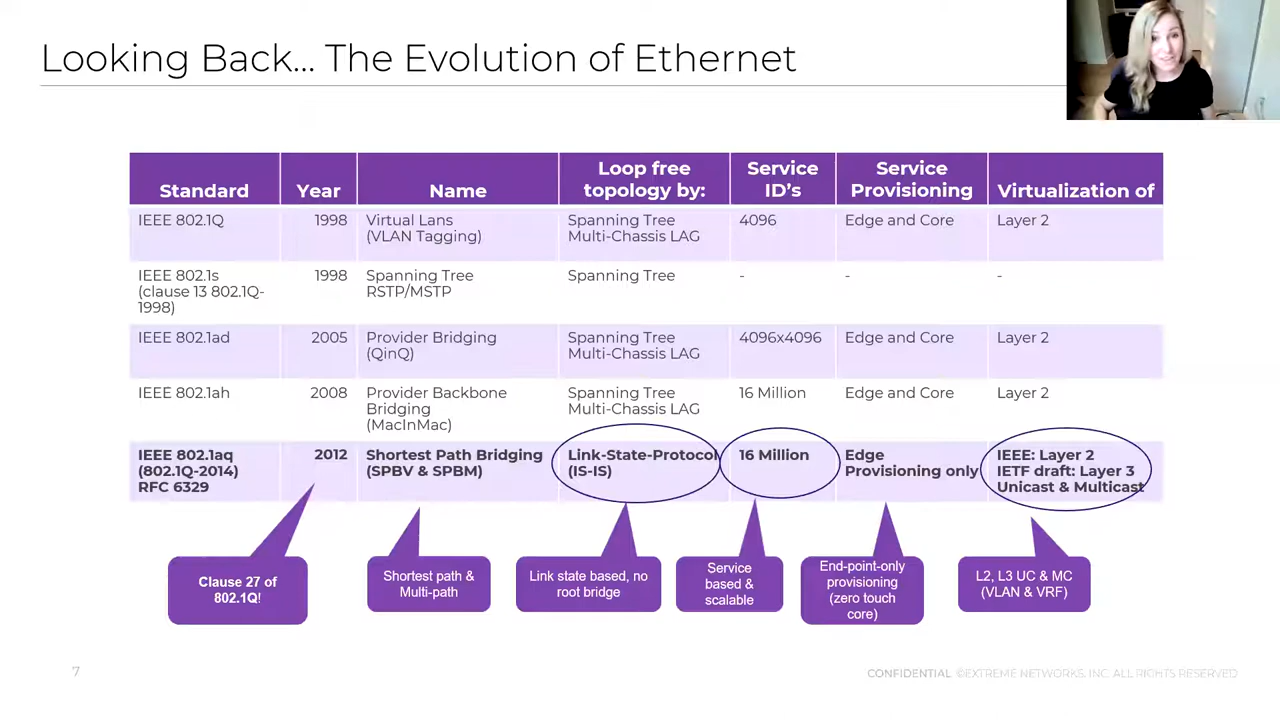 Looking Back... The Evolution of Ethernet
Standard
Year
Name
Loop free
topology by:
Service
ID's
Service
Provisioning
Virtualization of
IEEE 802.1Q
1998
Virtual Lans
(VLAN Tagging)
Spanning Tree
Multi-Chassis LAG
4096
Edge and Core
Layer 2
IEEE 802.1s
(clause 13 802.1Q-
1998)
1998
Spanning Tree
RSTP/MSTP
Spanning Tree
-
-
-
IEEE 802.1ad
2005
Provider Bridging
(QinQ)
Spanning Tree
Multi-Chassis LAG
4096x4096
Edge and Core
Layer 2
IEEE 802.1ah
2008
Provider Backbone
Bridging
(MacInMac)
Spanning Tree
Multi-Chassis LAG
16 Million
Edge and Core
Layer 2
IEEE 802.1aq
(802.1Q-2014)
RFC 6329
2012
Shortest Path Bridging
(SPBV & SPBM)
Link-State-Protocol
(IS-IS)
16 Million
Edge
Provisioning only
IEEE: Layer 2
IETF draft: Layer 3
Unicast & Multicast
Clause 27 of
802.1Q!
Shortest path &
Multi-path
Link state based, no
root bridge
Service
based &
scalable
End-point-only
provisioning
(zero touch
core)
L2, L3 UC & MC
(VLAN & VRF)
7
CONFIDENTIAL ©EXTREME NETWORKS, INC. ALL RIGHTS RESERVED